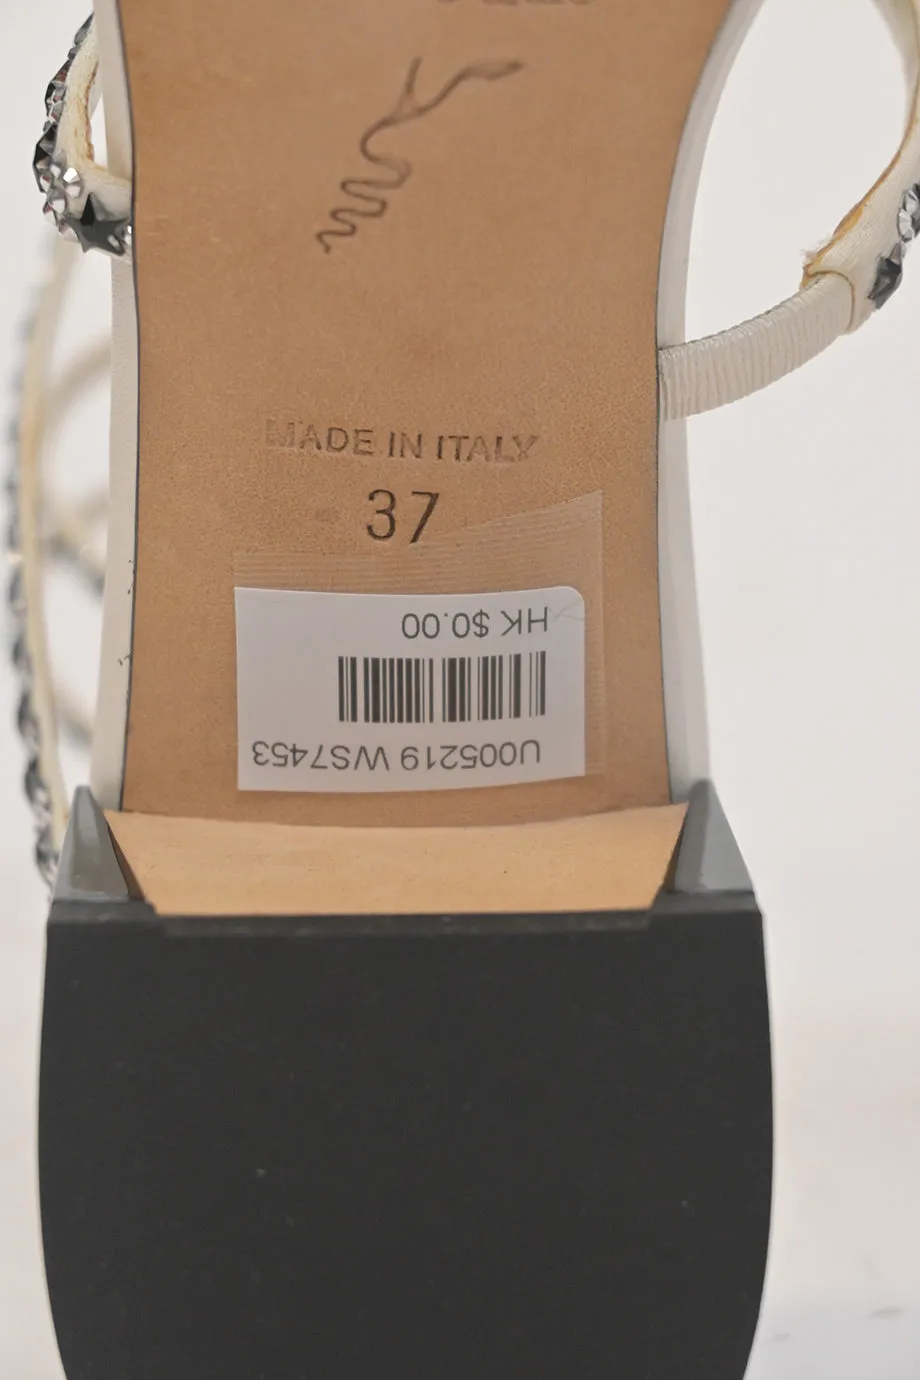 MADE IN ITALY
37
HK $0.00
U005219 WS7453